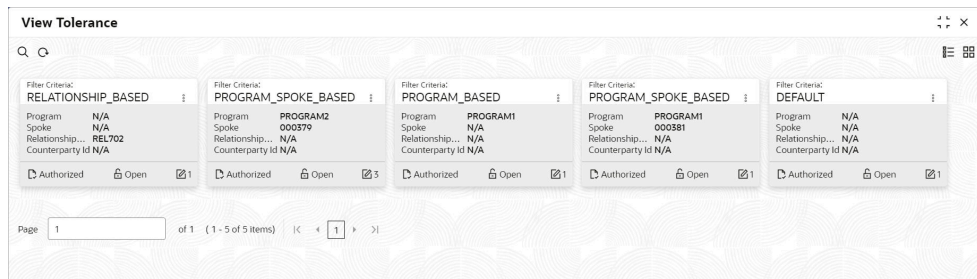 View Tolerance
Filter Criteria:
RELATIONSHIP_BASED
Program N/A
Spoke N/A
Relationship... REL702
Counterparty Id N/A
Authorized Open 1
Filter Criteria:
PROGRAM_SPOKE_BASED
Program PROGRAM2
Spoke 000379
Relationship... N/A
Counterparty Id N/A
Authorized Open 3
Filter Criteria:
PROGRAM_BASED
Program PROGRAM1
Spoke N/A
Relationship... N/A
Counterparty Id N/A
Authorized Open 1
Filter Criteria:
PROGRAM_SPOKE_BASED
Program PROGRAM1
Spoke 000381
Relationship... N/A
Counterparty Id N/A
Authorized Open 1
Filter Criteria:
DEFAULT
Program N/A
Spoke N/A
Relationship... N/A
Counterparty Id N/A
Authorized Open 1
Page 1 of 1 ( 1 - 5 of 5 items) 1